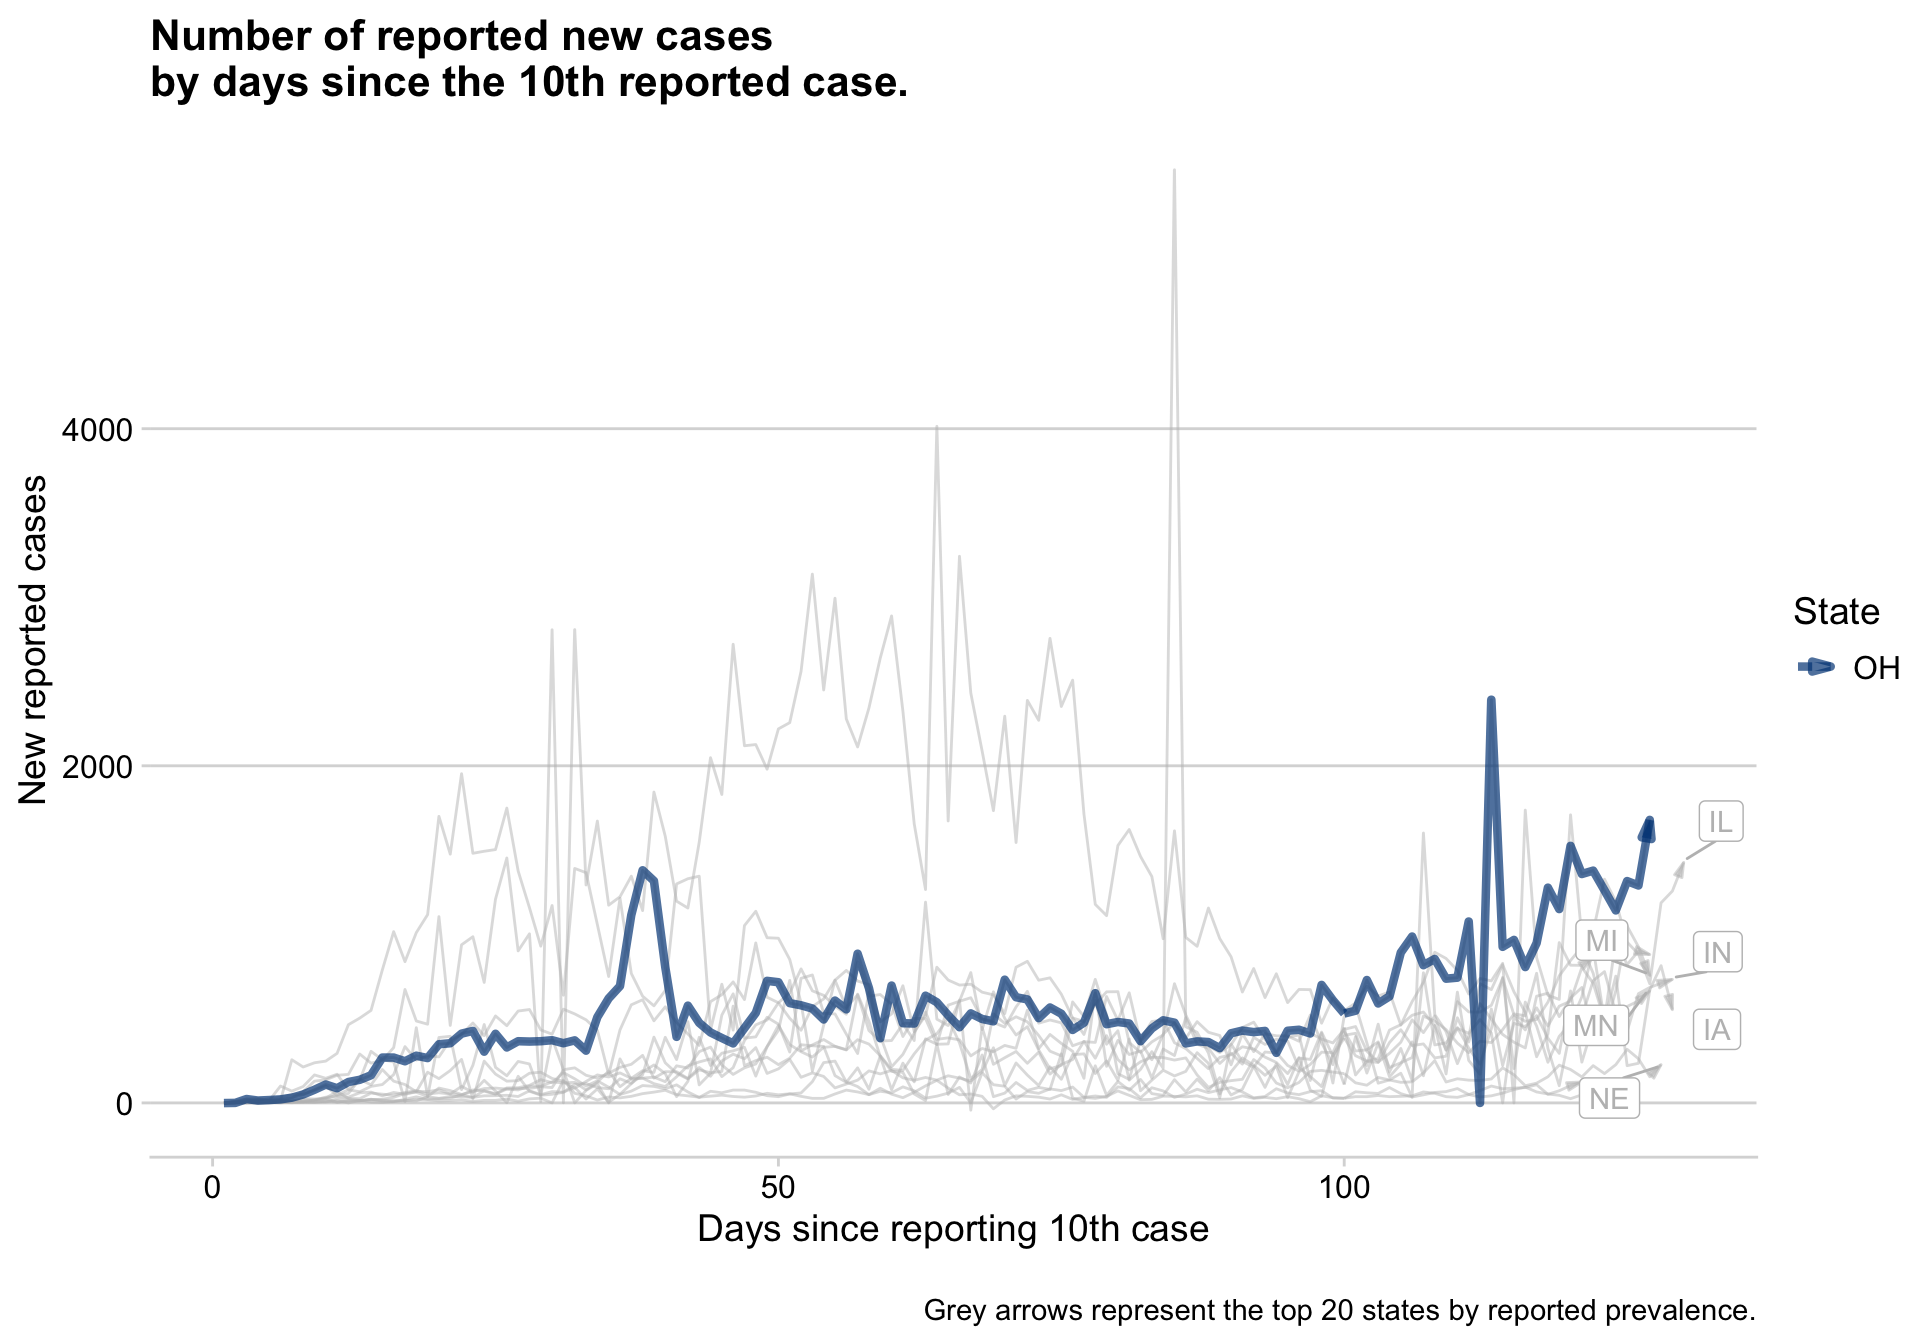 Number of reported new cases
by days since the 10th reported case.
New reported cases
4000
2000
0
0
50
100
Days since reporting 10th case
IL
MI
IN
MN
IA
NE
State
OH
Grey arrows represent the top 20 states by reported prevalence.